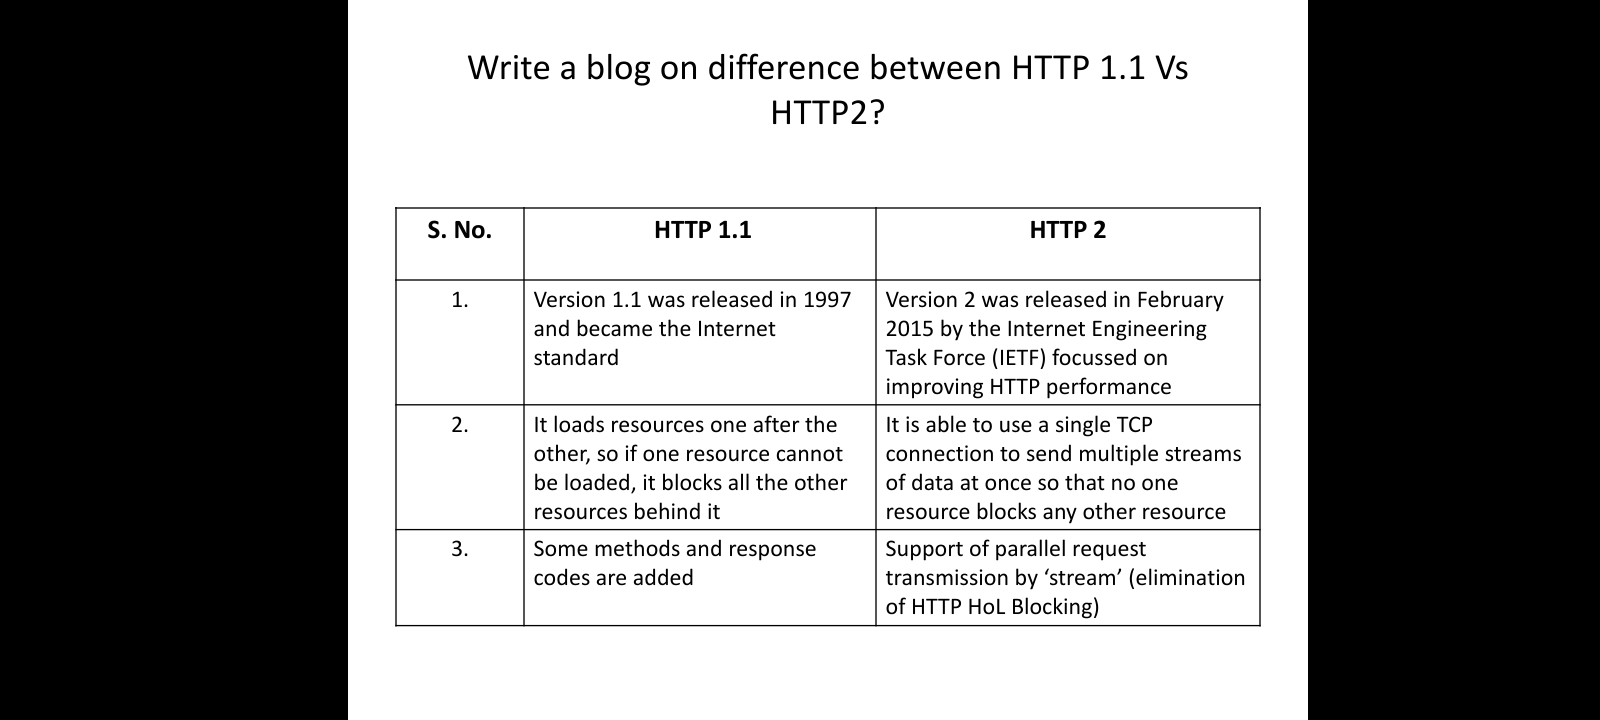 Write a blog on difference between HTTP 1.1 Vs
HTTP2?
S. No.
HTTP 1.1
HTTP 2
1.
Version 1.1 was released in 1997
and became the Internet
standard
Version 2 was released in February
2015 by the Internet Engineering
Task Force (IETF) focussed on
improving HTTP performance
2.
It loads resources one after the
other, so if one resource cannot
be loaded, it blocks all the other
resources behind it
It is able to use a single TCP
connection to send multiple streams
of data at once so that no one
resource blocks any other resource
3.
Some methods and response
codes are added
Support of parallel request
transmission by ‘stream’ (elimination
of HTTP HoL Blocking)